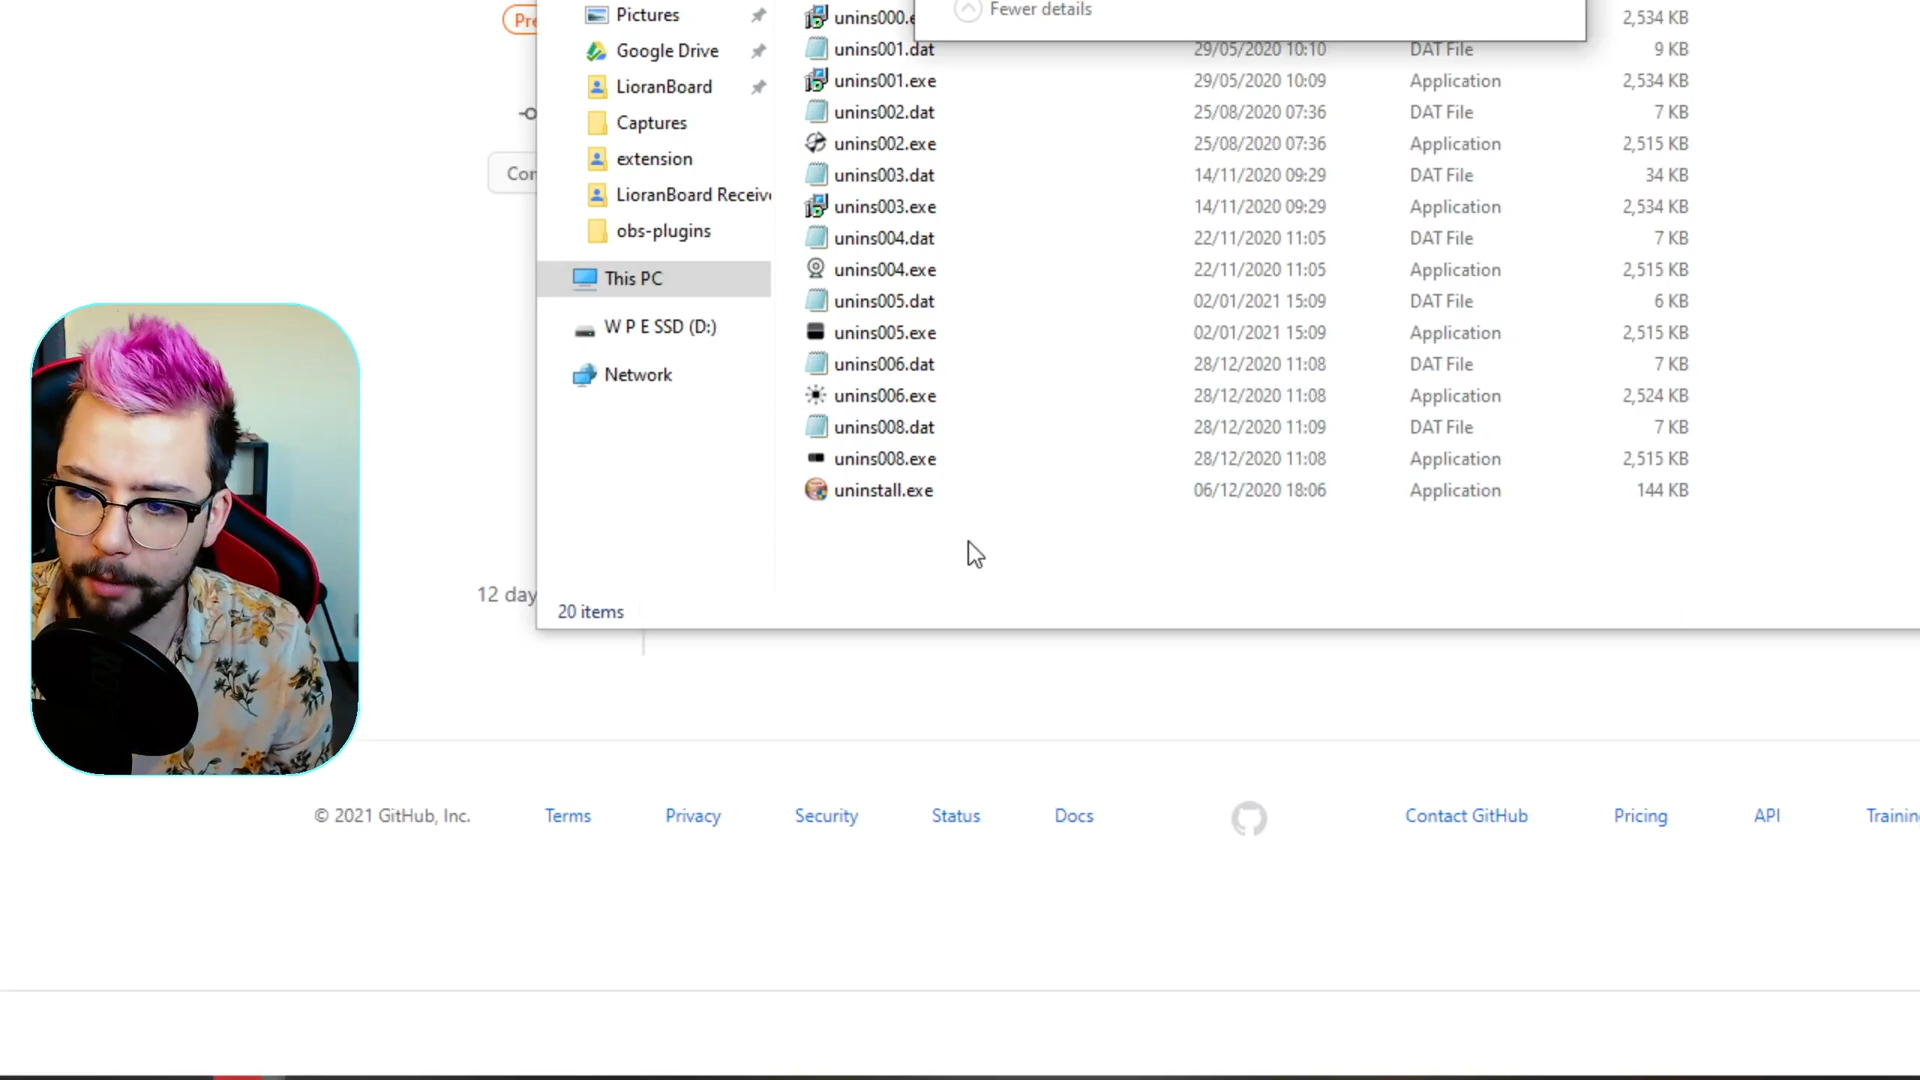 Pre
Pictures
Google Drive
LioranBoard
Captures
extension
LioranBoard Receive
obs-plugins
This PC
W P E SSD (D:)
Network
20 items
Con
12 day
Fewer details
unins000.e 2,534 KB
unins001.dat 29/05/2020 10:10 DAT File 9 KB
unins001.exe 29/05/2020 10:09 Application 2,534 KB
unins002.dat 25/08/2020 07:36 DAT File 7 KB
unins002.exe 25/08/2020 07:36 Application 2,515 KB
unins003.dat 14/11/2020 09:29 DAT File 34 KB
unins003.exe 14/11/2020 09:29 Application 2,534 KB
unins004.dat 22/11/2020 11:05 DAT File 7 KB
unins004.exe 22/11/2020 11:05 Application 2,515 KB
unins005.dat 02/01/2021 15:09 DAT File 6 KB
unins005.exe 02/01/2021 15:09 Application 2,515 KB
unins006.dat 28/12/2020 11:08 DAT File 7 KB
unins006.exe 28/12/2020 11:08 Application 2,524 KB
unins008.dat 28/12/2020 11:09 DAT File 7 KB
unins008.exe 28/12/2020 11:08 Application 2,515 KB
uninstall.exe 06/12/2020 18:06 Application 144 KB
© 2021 GitHub, Inc. Terms Privacy Security Status Docs Contact GitHub Pricing API Trainin